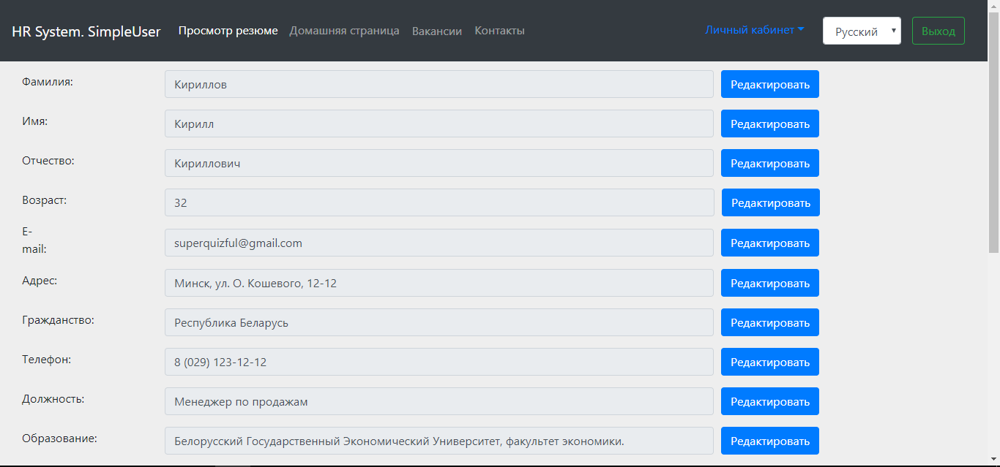 HR System. SimpleUser Просмотр резюме Домашняя страница Вакансии Контакты Личный кабинет Русский Выход
Фамилия: Кириллов Редактировать
Имя: Кирилл Редактировать
Отчество: Кириллович Редактировать
Возраст: 32 Редактировать
E-
mail: superquizful@gmail.com Редактировать
Адрес: Минск, ул. О. Кошевого, 12-12 Редактировать
Гражданство: Республика Беларусь Редактировать
Телефон: 8 (029) 123-12-12 Редактировать
Должность: Менеджер по продажам Редактировать
Образование: Белорусский Государственный Экономический Университет, факультет экономики. Редактировать